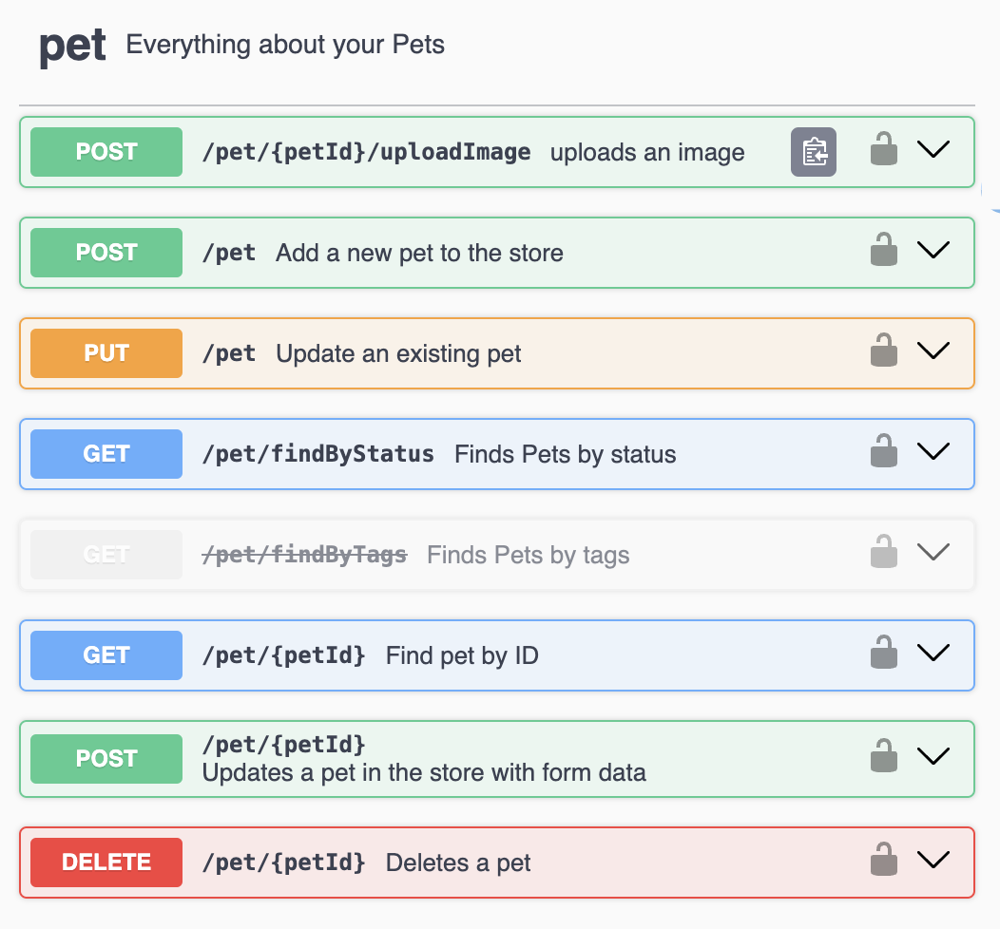 pet Everything about your Pets
POST /pet/{petId}/uploadImage uploads an image
POST /pet Add a new pet to the store
PUT /pet Update an existing pet
GET /pet/findByStatus Finds Pets by status
GET /pet/findByTags Finds Pets by tags
GET /pet/{petId} Find pet by ID
POST /pet/{petId}
Updates a pet in the store with form data
DELETE /pet/{petId} Deletes a pet